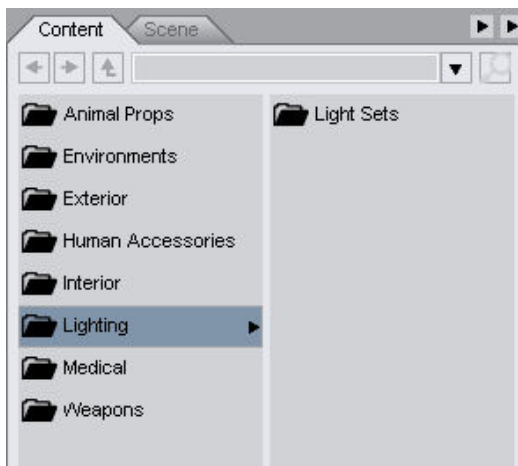 Content Scene
Animal Props
Environments
Exterior
Human Accessories
Interior
Lighting
Medical
Weapons
Light Sets